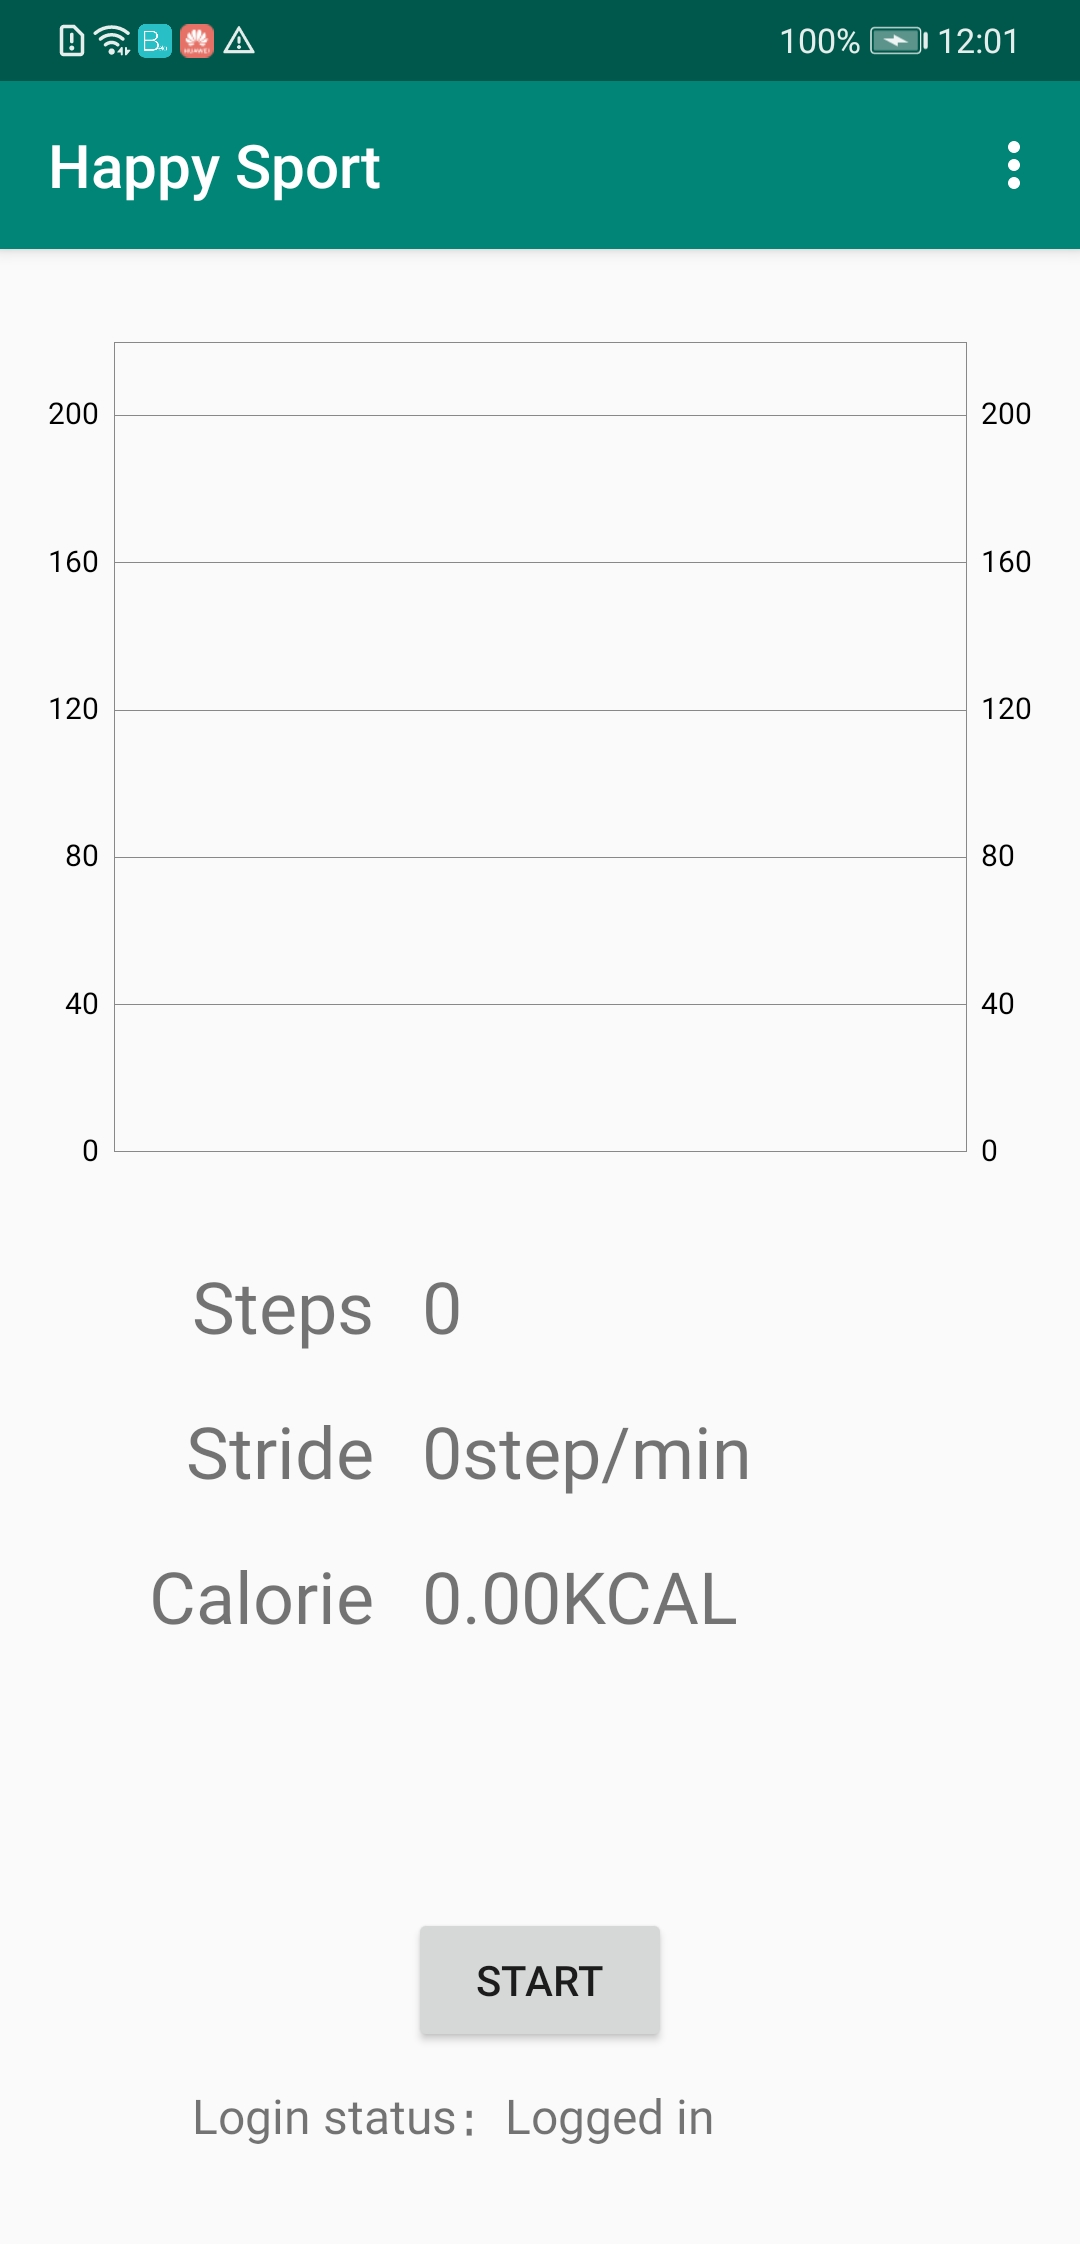 100% 12:01
Happy Sport
200 200
160 160
120 120
80 80
40 40
0 0
Steps 0
Stride 0step/min
Calorie 0.00KCAL
START
Login status： Logged in